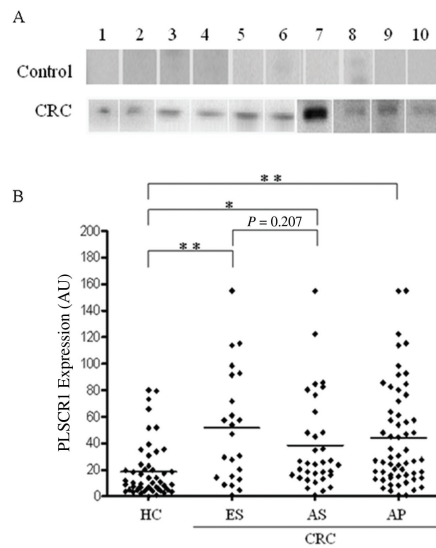 A
1 2 3 4 5 6 7 8 9 10
Control
CRC
B
**
*
P = 0.207
**
PLSCR1 Expression (AU)
200
180
160
140
120
100
80
60
40
20
0
HC ES AS AP
CRC